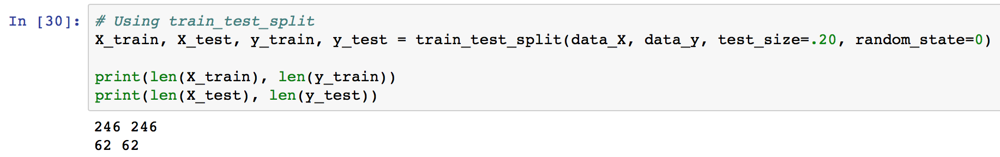 In [30]: # Using train_test_split
X_train, X_test, y_train, y_test = train_test_split(data_X, data_y, test_size=.20, random_state=0)
print(len(X_train), len(y_train))
print(len(X_test), len(y_test))
246 246
62 62